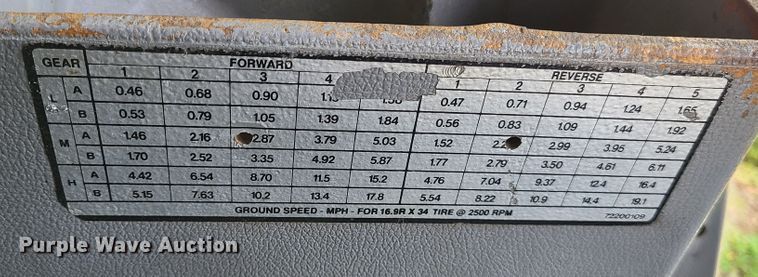 GEAR FORWARD REVERSE
1 2 3 4 1 2 3 4 5
L A 0.46 0.68 0.90 0.47 0.71 0.94 1.24 1.65
B 0.53 0.79 1.05 1.39 1.84 0.56 0.83 1.09 1.44 1.92
M A 1.46 2.16 2.87 3.79 5.03 1.52 2.99 3.95 5.24
B 1.70 2.52 3.35 4.92 5.87 1.77 2.79 3.50 4.61 6.11
H A 4.42 6.54 8.70 11.5 15.2 4.76 7.04 9.37 12.4 16.4
B 5.15 7.63 10.2 13.4 17.8 5.54 8.22 10.9 14.4 19.1
GROUND SPEED - MPH - FOR 16.9R X 34 TIRE @ 2500 RPM 72200109
Purple Wave Auction